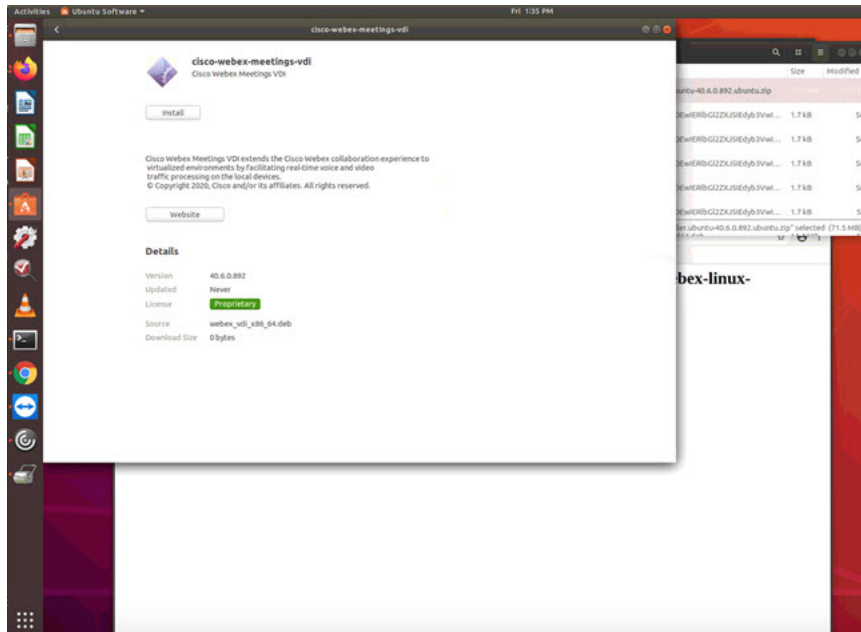 Activities
Ubuntu Software
Fri 1:35 PM
cisco-webex-meetings-vdi
cisco-webex-meetings-vdi
Cisco Webex Meetings VDI
Install
Cisco Webex Meetings VDI extends the Cisco Webex collaboration experience to
virtualized environments by facilitating real-time voice and video
traffic processing on the local devices.
© Copyright 2020, Cisco and/or its affiliates. All rights reserved.
Website
Details
Version 40.6.0.892
Updated Never
License Proprietary
Source webex_vdi_x86_64.deb
Download Size 0 bytes
Size Modified
untu-40.6.0.892.ubuntu.zip
1.7 kB
1.7 kB
1.7 kB
1.7 kB
1.7 kB
ler.ubuntu-40.6.0.892.ubuntu.zip" selected (71.5 MB)
bex-linux-